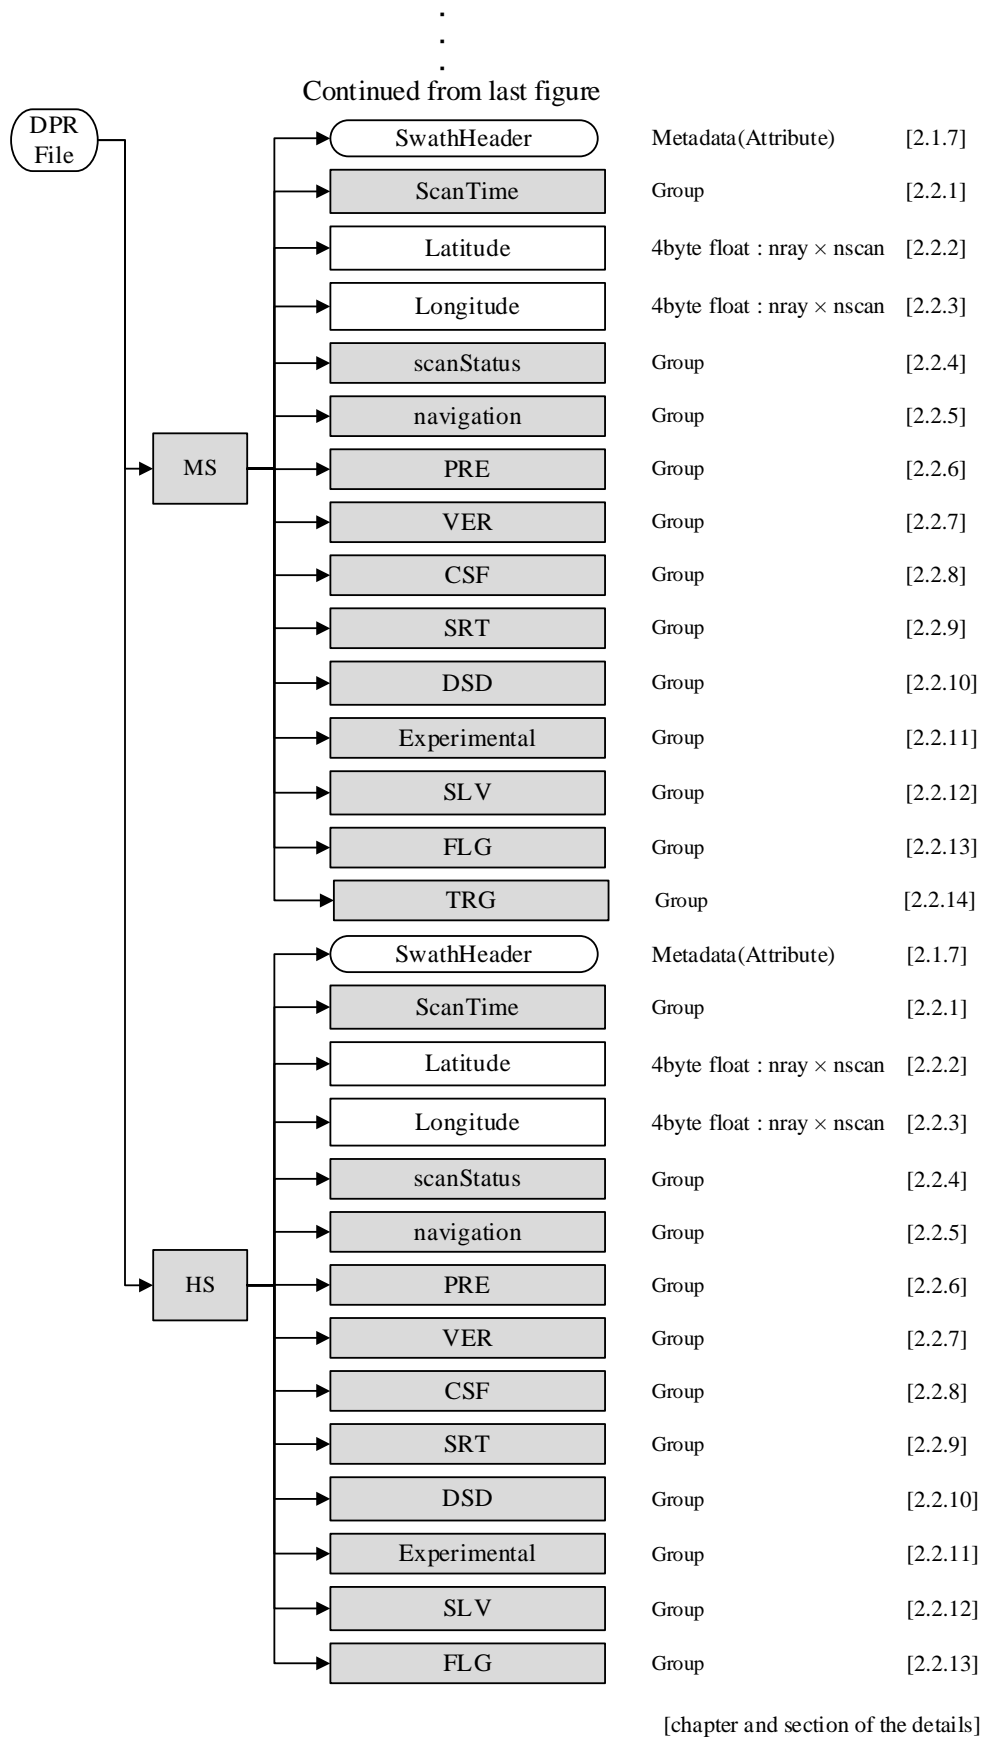 Continued from last figure
DPR
File
SwathHeader Metadata(Attribute) [2.1.7]
ScanTime Group [2.2.1]
Latitude 4byte float : nray × nscan [2.2.2]
Longitude 4byte float : nray × nscan [2.2.3]
scanStatus Group [2.2.4]
navigation Group [2.2.5]
MS PRE Group [2.2.6]
VER Group [2.2.7]
CSF Group [2.2.8]
SRT Group [2.2.9]
DSD Group [2.2.10]
Experimental Group [2.2.11]
SLV Group [2.2.12]
FLG Group [2.2.13]
TRG Group [2.2.14]
SwathHeader Metadata(Attribute) [2.1.7]
ScanTime Group [2.2.1]
Latitude 4byte float : nray × nscan [2.2.2]
Longitude 4byte float : nray × nscan [2.2.3]
scanStatus Group [2.2.4]
navigation Group [2.2.5]
HS PRE Group [2.2.6]
VER Group [2.2.7]
CSF Group [2.2.8]
SRT Group [2.2.9]
DSD Group [2.2.10]
Experimental Group [2.2.11]
SLV Group [2.2.12]
FLG Group [2.2.13]
[chapter and section of the details]